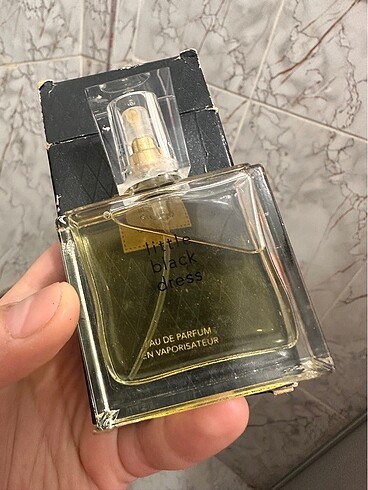 little
black
dress
EAU DE PARFUM
EN VAPORISATEUR